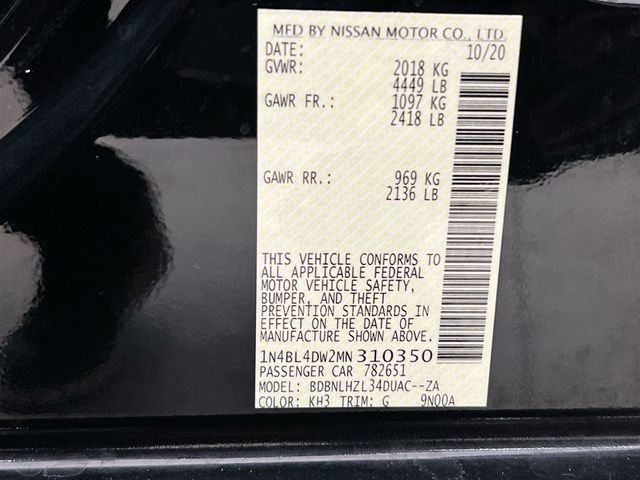 MFD BY NISSAN MOTOR CO., LTD.
DATE: 10/20
GVWR: 2018 KG
4449 LB
GAWR FR.: 1097 KG
2418 LB
GAWR RR.: 969 KG
2136 LB
THIS VEHICLE CONFORMS TO
ALL APPLICABLE FEDERAL
MOTOR VEHICLE SAFETY,
BUMPER, AND THEFT
PREVENTION STANDARDS IN
EFFECT ON THE DATE OF
MANUFACTURE SHOWN ABOVE.
1N4BL4DW2MN310350
PASSENGER CAR 782651
MODEL: BDBNLHZL34DUAC--ZA
COLOR: KH3 TRIM: G 9N00A